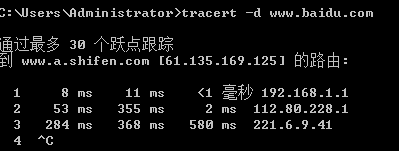 C:\Users\Administrator>tracert -d www.baidu.com
通过最多 30 个跃点跟踪
到 www.a.shifen.com [61.135.169.125] 的路由:
1 8 ms 11 ms <1 毫秒 192.168.1.1
2 53 ms 355 ms 2 ms 112.80.228.1
3 284 ms 368 ms 580 ms 221.6.9.41
4 ^C